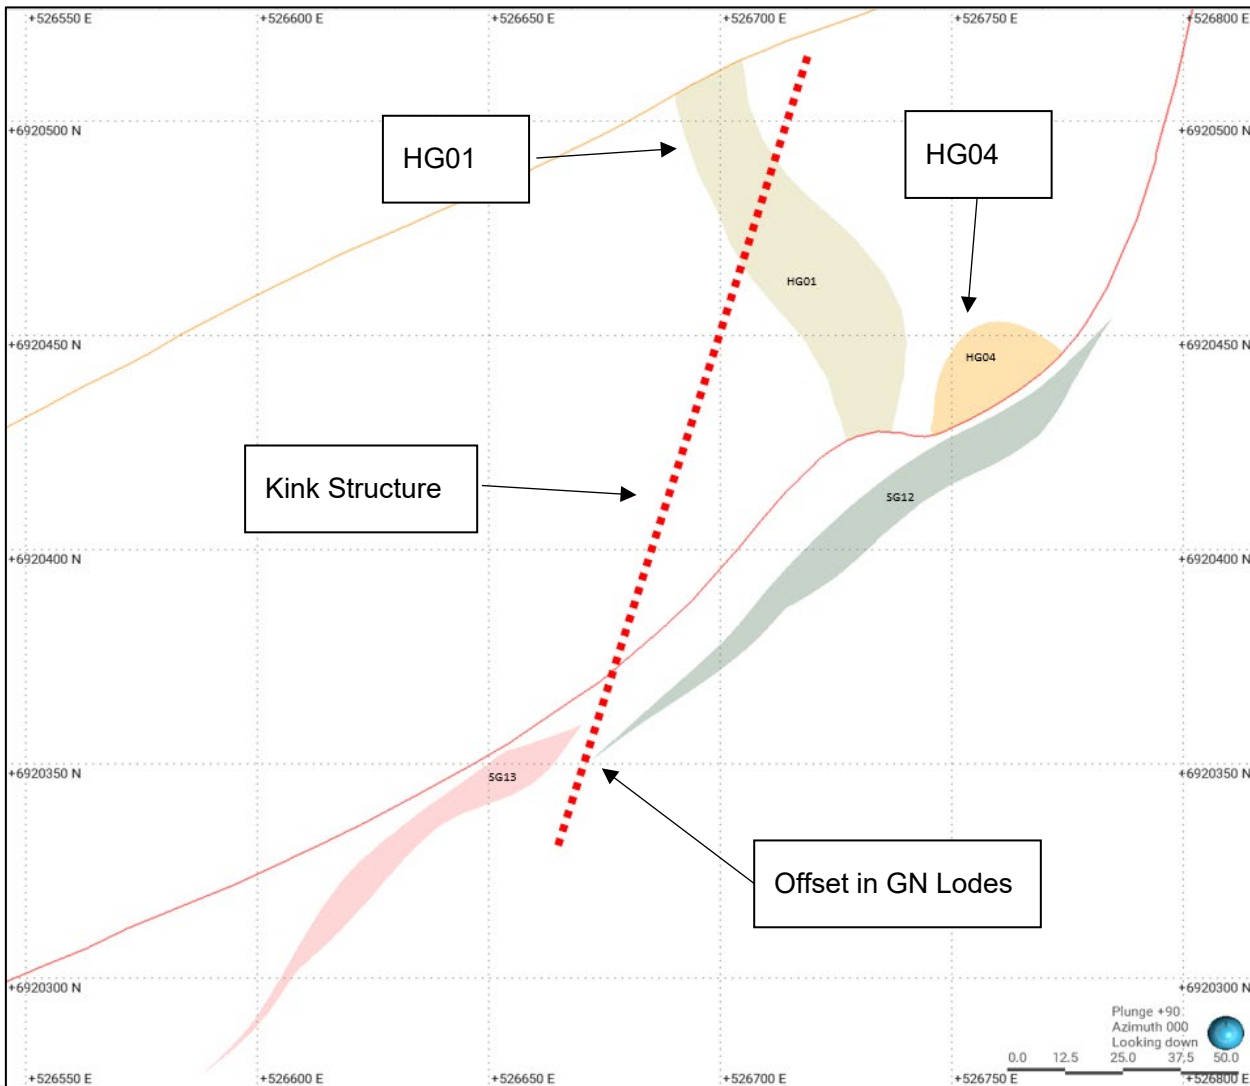 +526550 E +526600 E +526650 E +526700 E +526750 E +526800 E
+6920500 N +6920500 N
HG01
HG04
HG01
+6920450 N +6920450 N
HG04
Kink Structure
SG12
+6920400 N +6920400 N
+6920350 N +6920350 N
SG13
Offset in GN Lodes
+6920300 N +6920300 N
Plunge +90
Azimuth 000
Looking down
0.0 12.5 25.0 37.5 50.0
+526550 E +526600 E +526650 E +526700 E +526750 E +526800 E